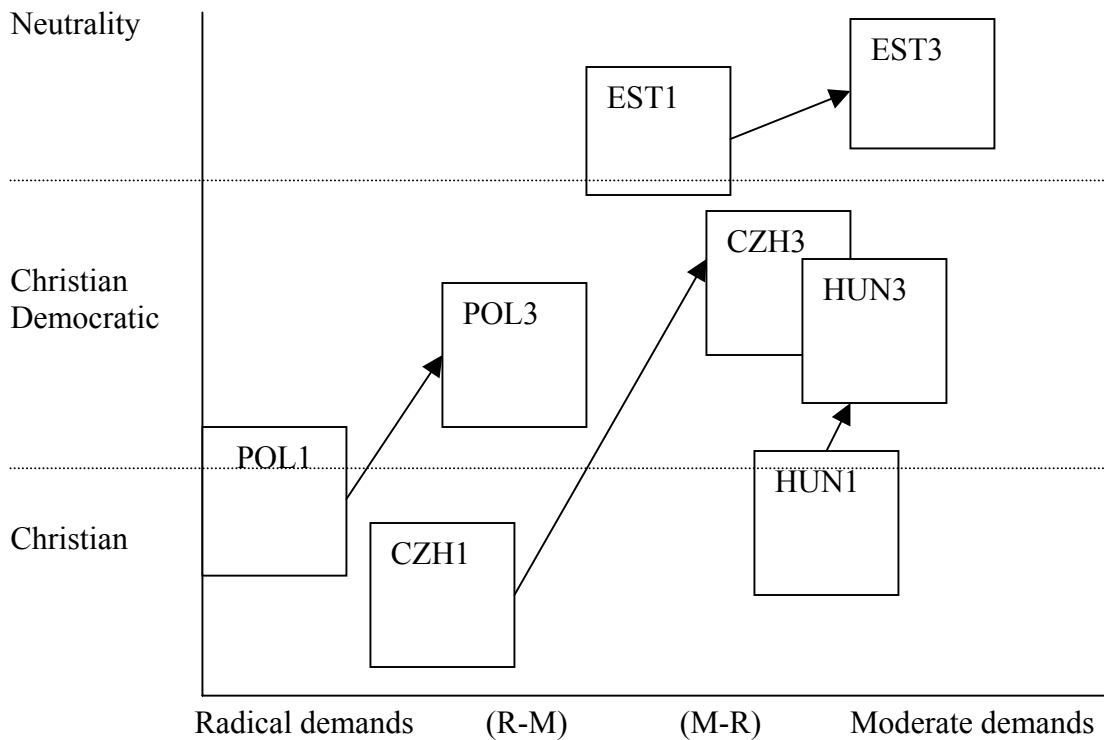 Neutrality
EST3
EST1
CZH3
Christian
Democratic
HUN3
POL3
POL1
HUN1
Christian
CZH1
Radical demands (R-M) (M-R) Moderate demands